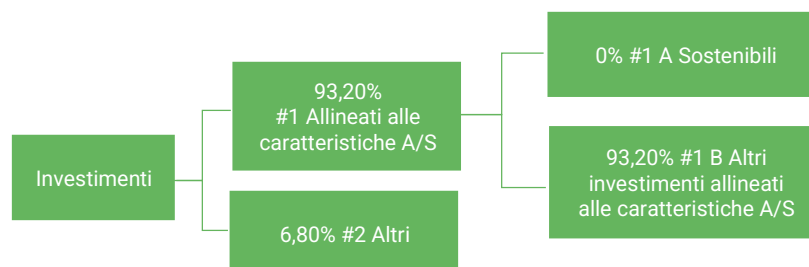 Investimenti
93,20%
#1 Allineati alle
caratteristiche A/S
6,80% #2 Altri
0% #1 A Sostenibili
93,20% #1 B Altri
investimenti allineati
alle caratteristiche A/S